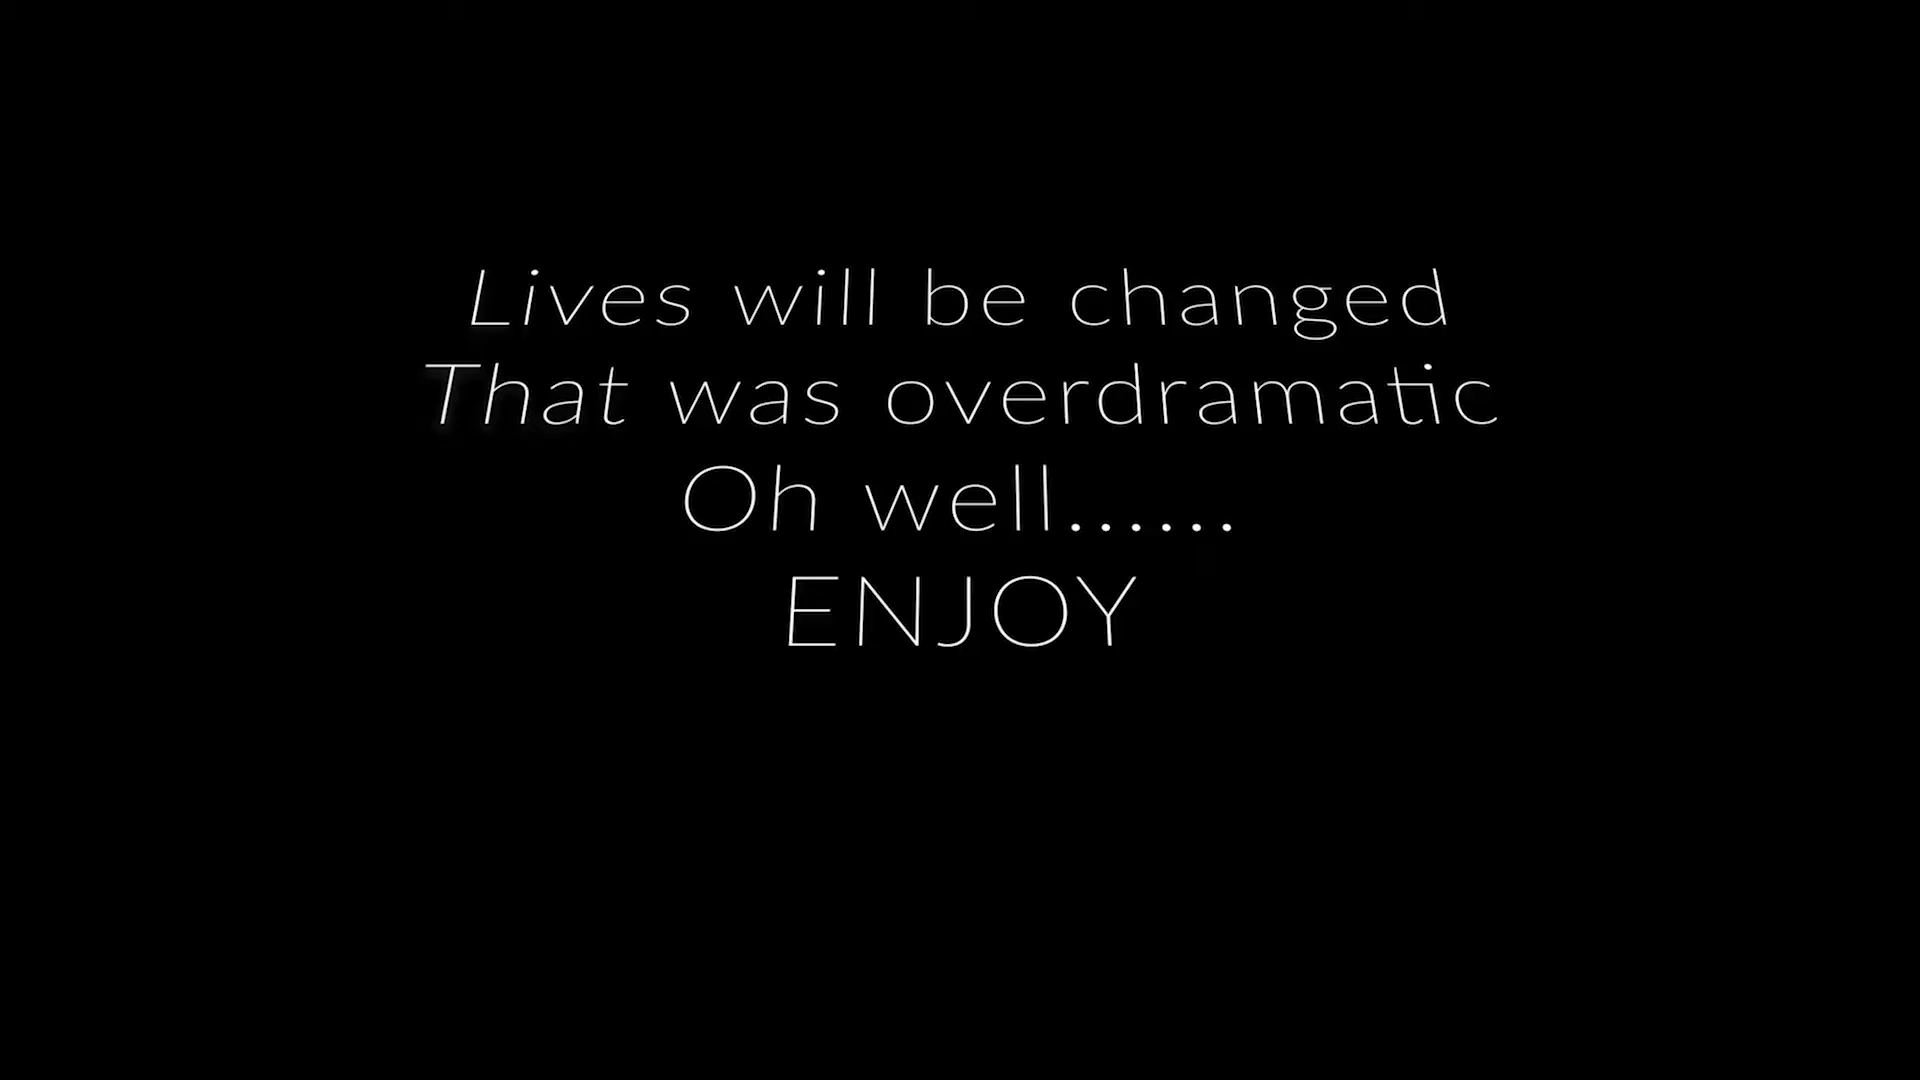 Lives will be changed
That was overdramatic
Oh well......
ENJOY